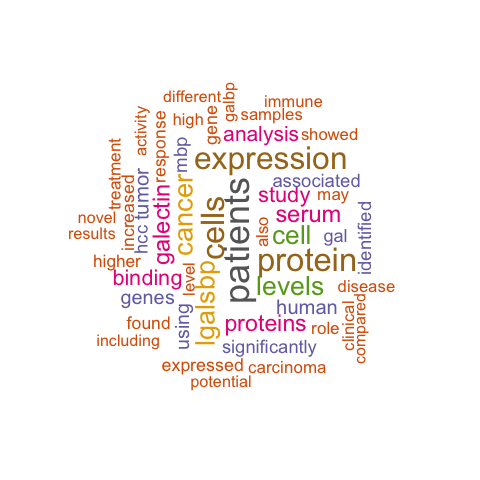 different
galbp
immune
samples
high
gene
activity
response
mbp
analysis
showed
expression
treatment
increased
tumor
hcc
galectin
cancer
cells
patients
associated
study
may
serum
novel
results
also
cell
gal
identified
higher
protein
binding
level
lgalsbp
levels
disease
genes
human
using
found
proteins
role
clinical
compared
including
significantly
expressed
carcinoma
potential